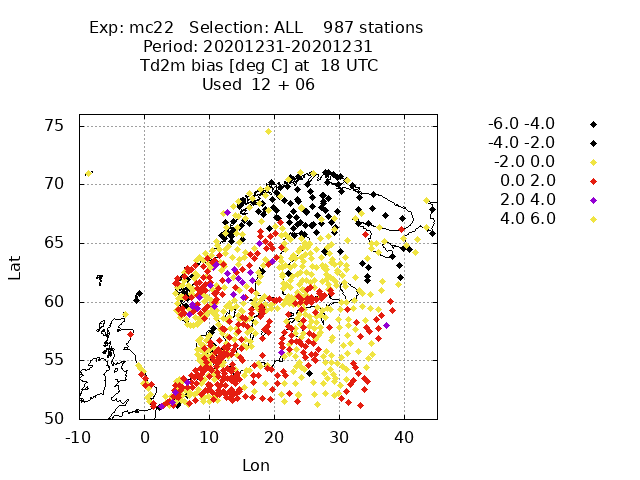 Exp: mc22 Selection: ALL 987 stations
Period: 20201231-20201231
Td2m bias [deg C] at 18 UTC
Used 12 + 06
-6.0 -4.0
-4.0 -2.0
-2.0 0.0
0.0 2.0
2.0 4.0
4.0 6.0
Lat
75
70
65
60
55
50
-10 0 10 20 30 40
Lon